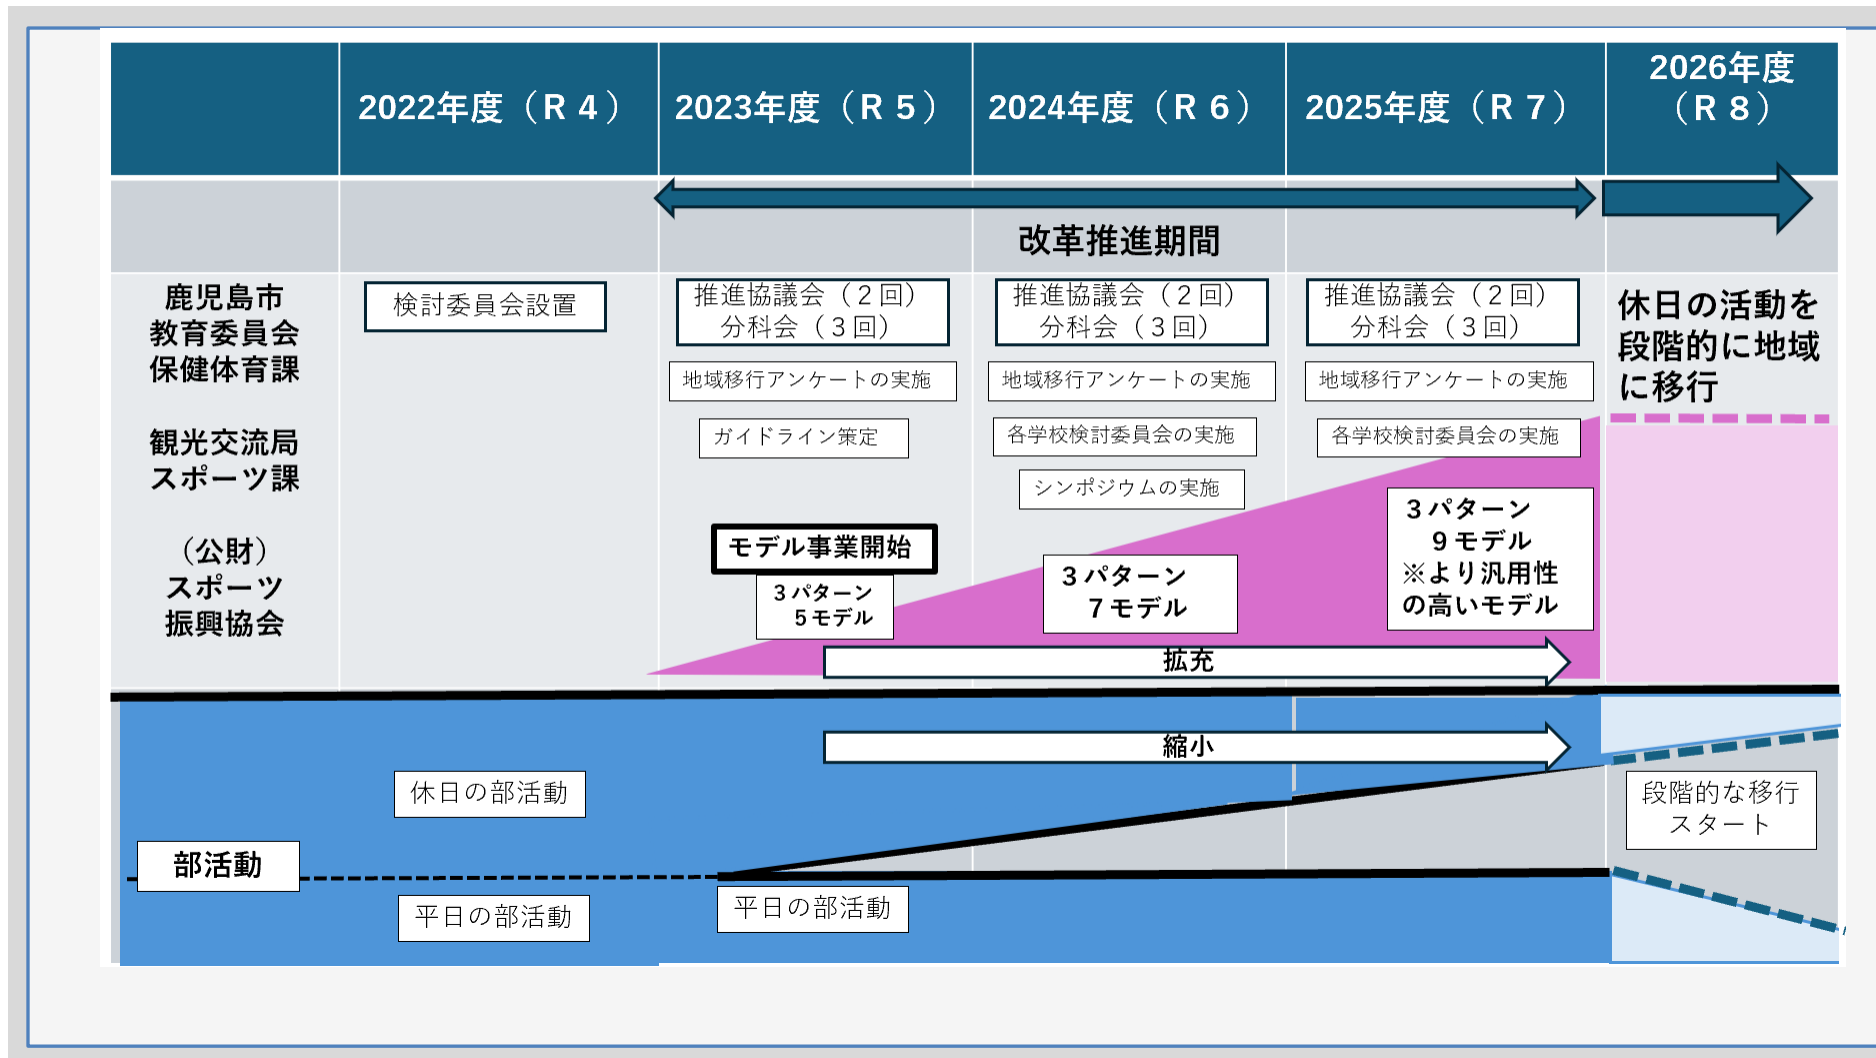 2022年度（Ｒ４）
2023年度（Ｒ５）
2024年度（Ｒ６）
2025年度（Ｒ７）
2026年度
（Ｒ８）
改革推進期間
鹿児島市
教育委員会
保健体育課
観光交流局
スポーツ課
（公財）
スポーツ
振興協会
検討委員会設置
推進協議会（２回）
分科会（３回）
地域移行アンケートの実施
ガイドライン策定
モデル事業開始
３パターン
５モデル
推進協議会（２回）
分科会（３回）
地域移行アンケートの実施
各学校検討委員会の実施
シンポジウムの実施
３パターン
７モデル
推進協議会（２回）
分科会（３回）
地域移行アンケートの実施
各学校検討委員会の実施
３パターン
９モデル
※より汎用性
の高いモデル
休日の活動を
段階的に地域
に移行
拡充
縮小
休日の部活動
部活動
平日の部活動
平日の部活動
段階的な移行
スタート